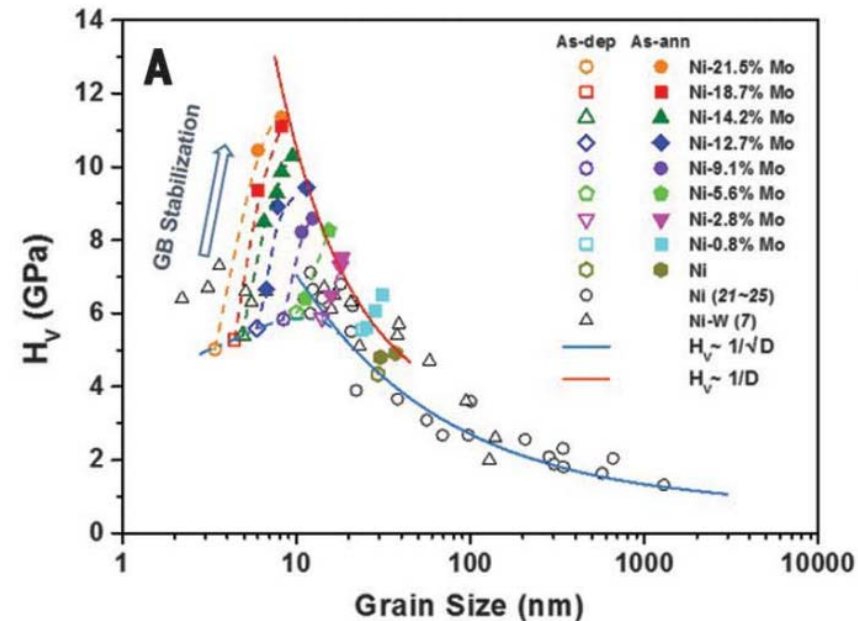 A
14
12
10
8
6
4
2
0
H_V (GPa)
GB Stabilization
As-dep As-ann
Ni-21.5% Mo
Ni-18.7% Mo
Ni-14.2% Mo
Ni-12.7% Mo
Ni-9.1% Mo
Ni-5.6% Mo
Ni-2.8% Mo
Ni-0.8% Mo
Ni
Ni (21~25)
Ni-W (7)
H_V~ 1/√D
H_V~ 1/D
1 10 100 1000 10000
Grain Size (nm)